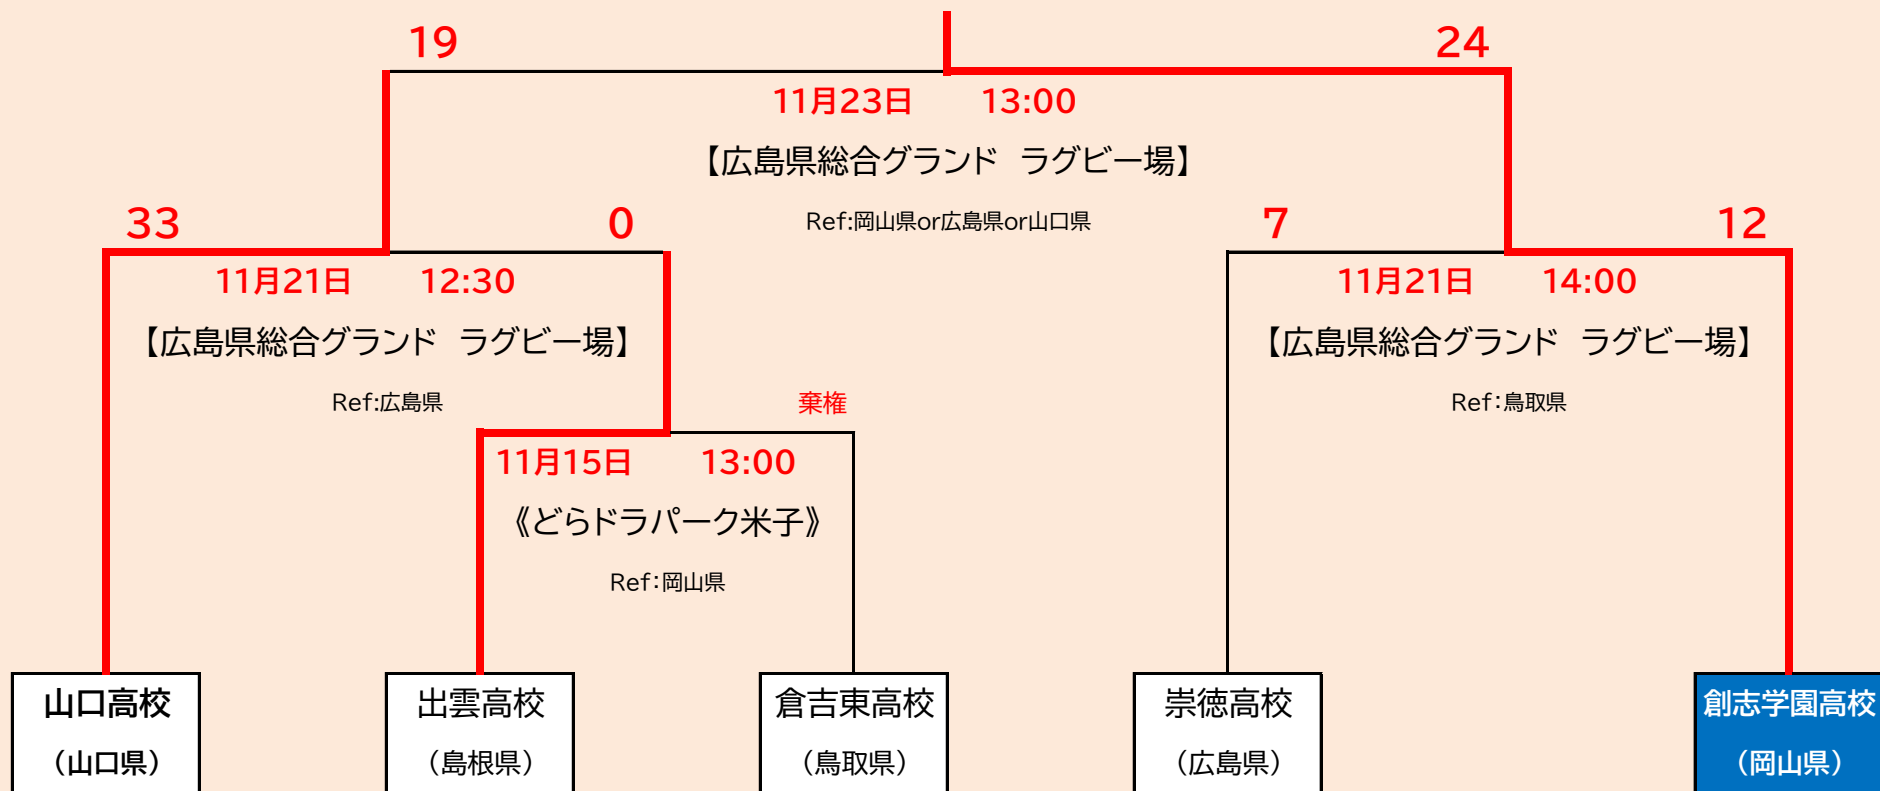 19
24
11月23日 13:00
【広島県総合グランド ラグビー場】
Ref:岡山県or広島県or山口県
33
0
7
12
11月21日 12:30
11月21日 14:00
【広島県総合グランド ラグビー場】
【広島県総合グランド ラグビー場】
Ref:広島県
棄権
Ref:鳥取県
11月15日 13:00
《どらドラパーク米子》
Ref:岡山県
山口高校
(山口県)
出雲高校
(島根県)
倉吉東高校
(鳥取県)
崇徳高校
(広島県)
創志学園高校
(岡山県)